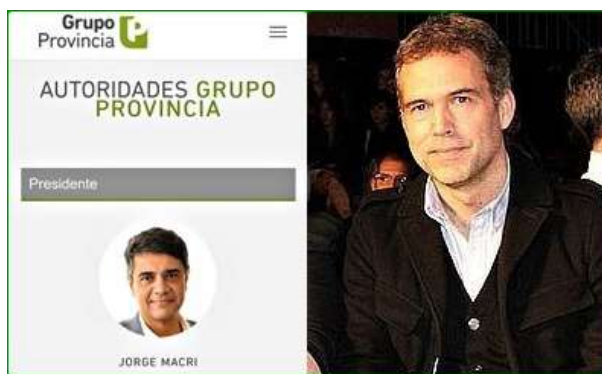 Grupo
Provincia
AUTORIDADES GRUPO
PROVINCIA
Presidente
JORGE MACRI